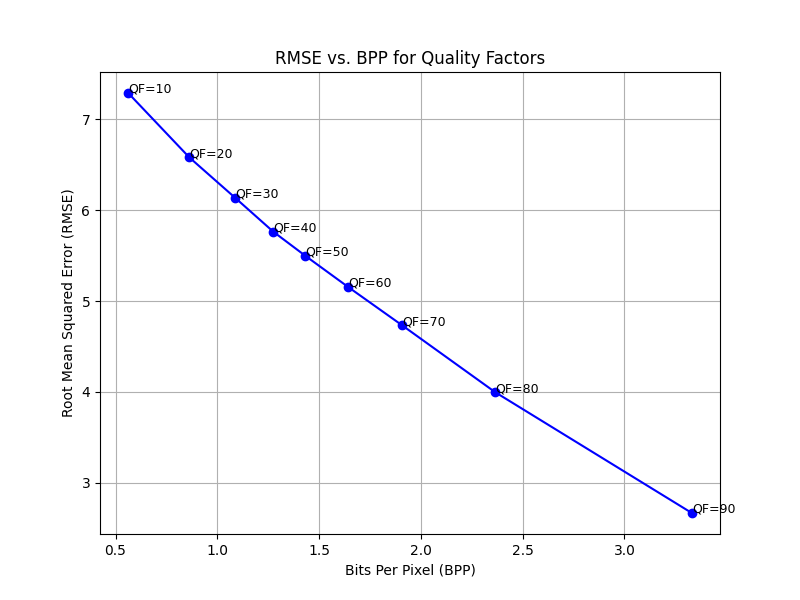 RMSE vs. BPP for Quality Factors
Root Mean Squared Error (RMSE)
7
6
5
4
3
QF=10
QF=20
QF=30
QF=40
QF=50
QF=60
QF=70
QF=80
QF=90
0.5 1.0 1.5 2.0 2.5 3.0
Bits Per Pixel (BPP)